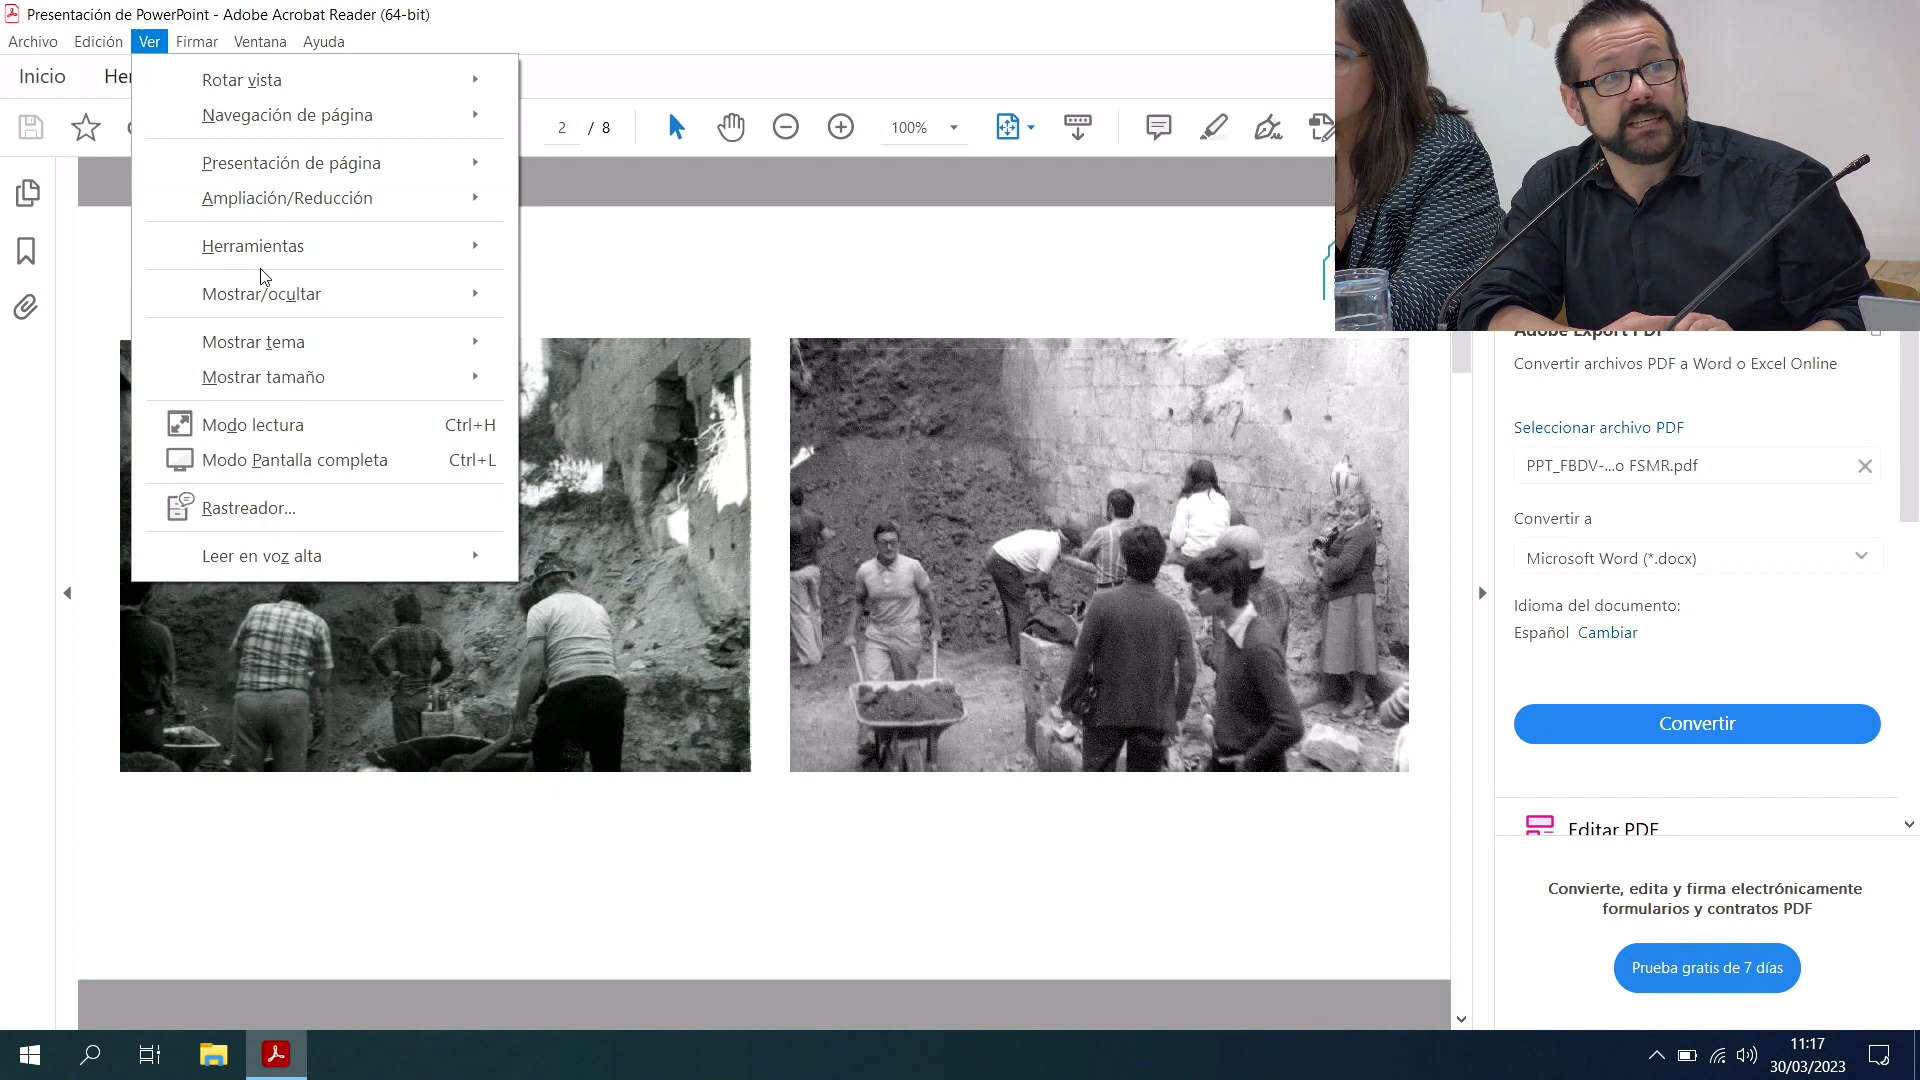 Presentación de PowerPoint - Adobe Acrobat Reader (64-bit)
Archivo Edición Ver Firmar Ventana Ayuda
Inicio Her
2 / 8 100%
Rotar vista
Navegación de página
Presentación de página
Ampliación/Reducción
Herramientas
Mostrar/ocultar
Mostrar tema
Mostrar tamaño
Modo lectura Ctrl+H
Modo Pantalla completa Ctrl+L
Rastreador...
Leer en voz alta
Adobe Export PDF
Convertir archivos PDF a Word o Excel Online
Seleccionar archivo PDF
PPT_FBDV-...o FSMR.pdf
Convertir a
Microsoft Word (*.docx)
Idioma del documento:
Español Cambiar
Convertir
Editar PDF
Convierte, edita y firma electrónicamente
formularios y contratos PDF
Prueba gratis de 7 días
11:17
30/03/2023